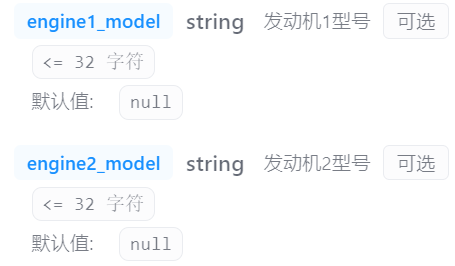 engine1_model string 发动机1型号 可选
<= 32 字符
默认值: null
engine2_model string 发动机2型号 可选
<= 32 字符
默认值: null